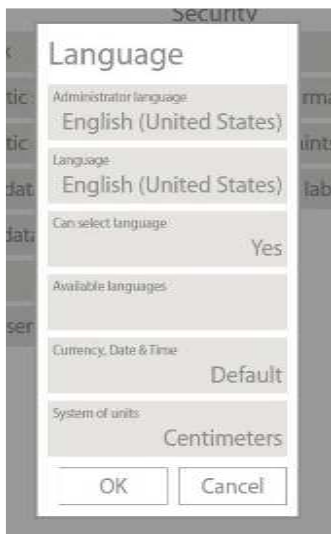 Security
Language
Administrator language
English (United States)
Language
English (United States)
Can select language
Yes
Available languages
Currency, Date & Time
Default
System of units
Centimeters
OK
Cancel